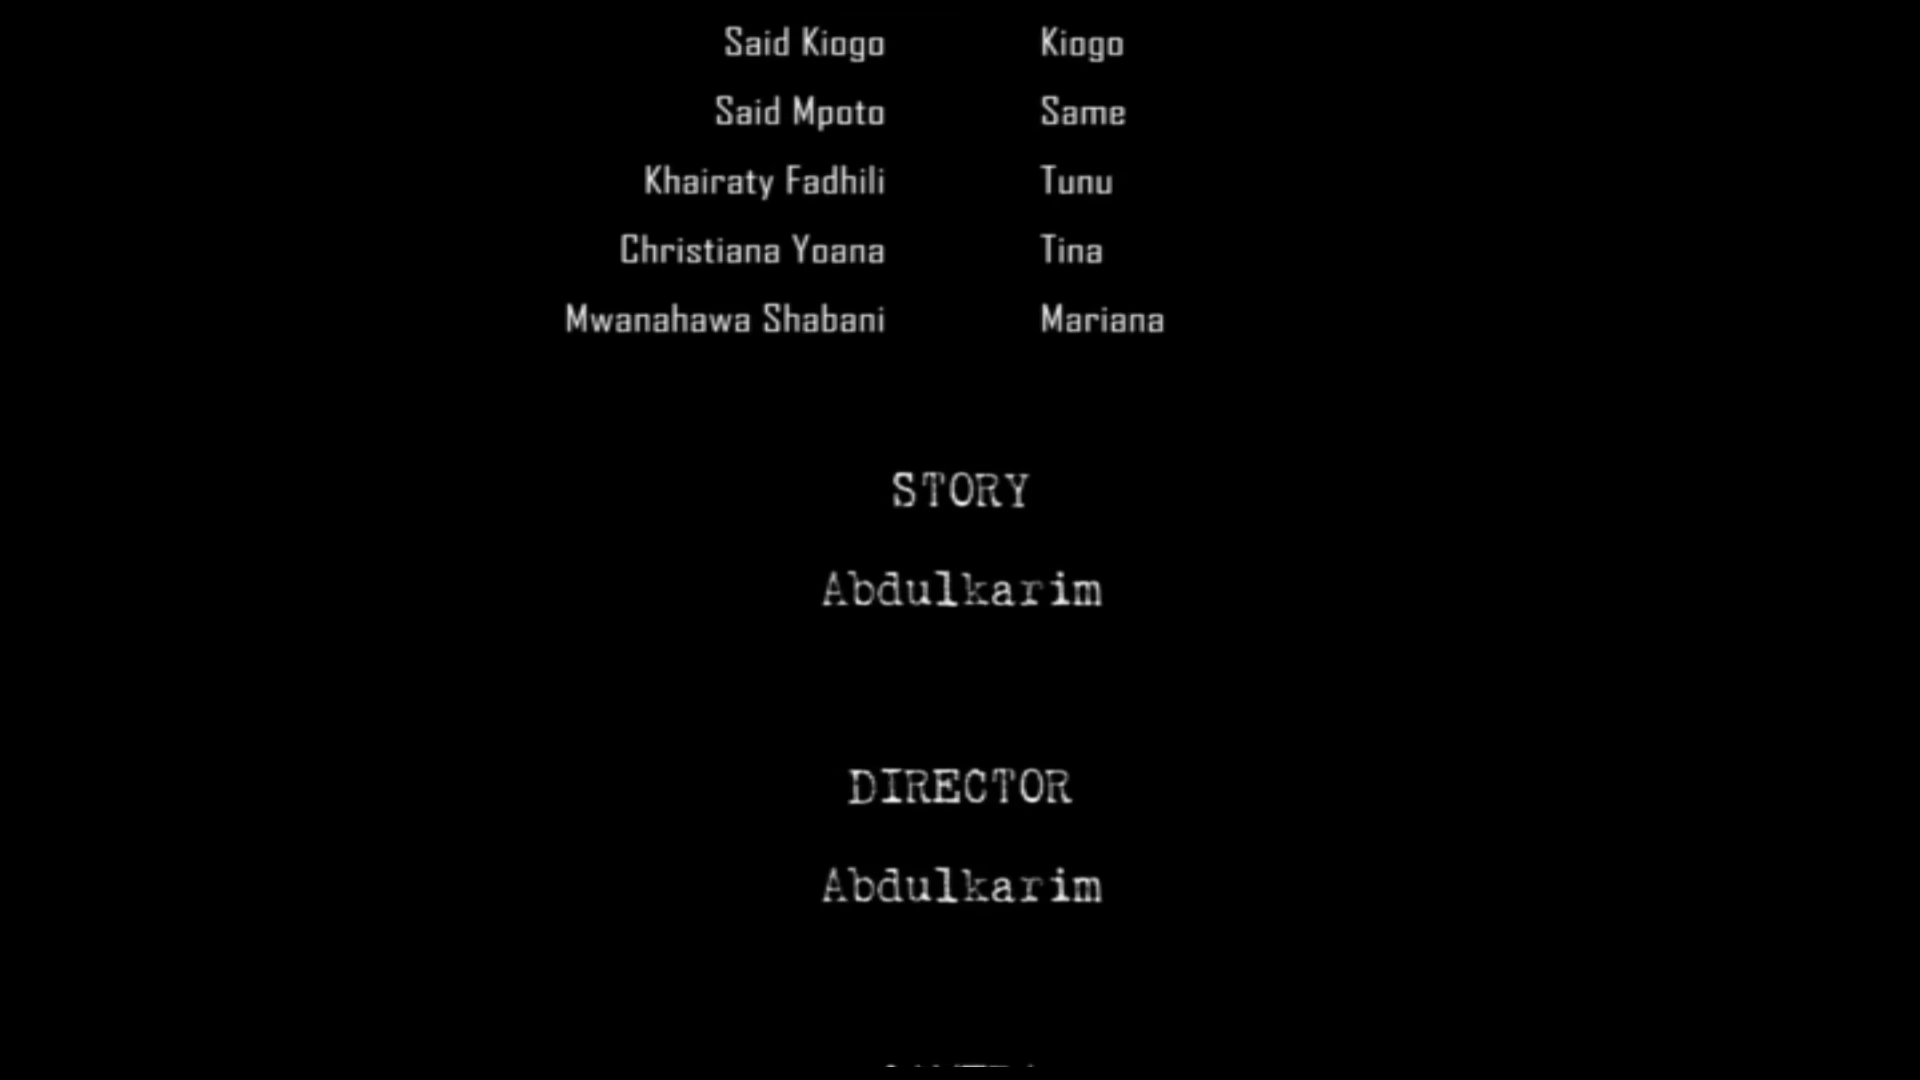 Said Kiogo Kiogo
Said Mpoto Same
Khairaty Fadhili Tunu
Christiana Yoana Tina
Mwanahawa Shabani Mariana
STORY
Abdulkarim
DIRECTOR
Abdulkarim